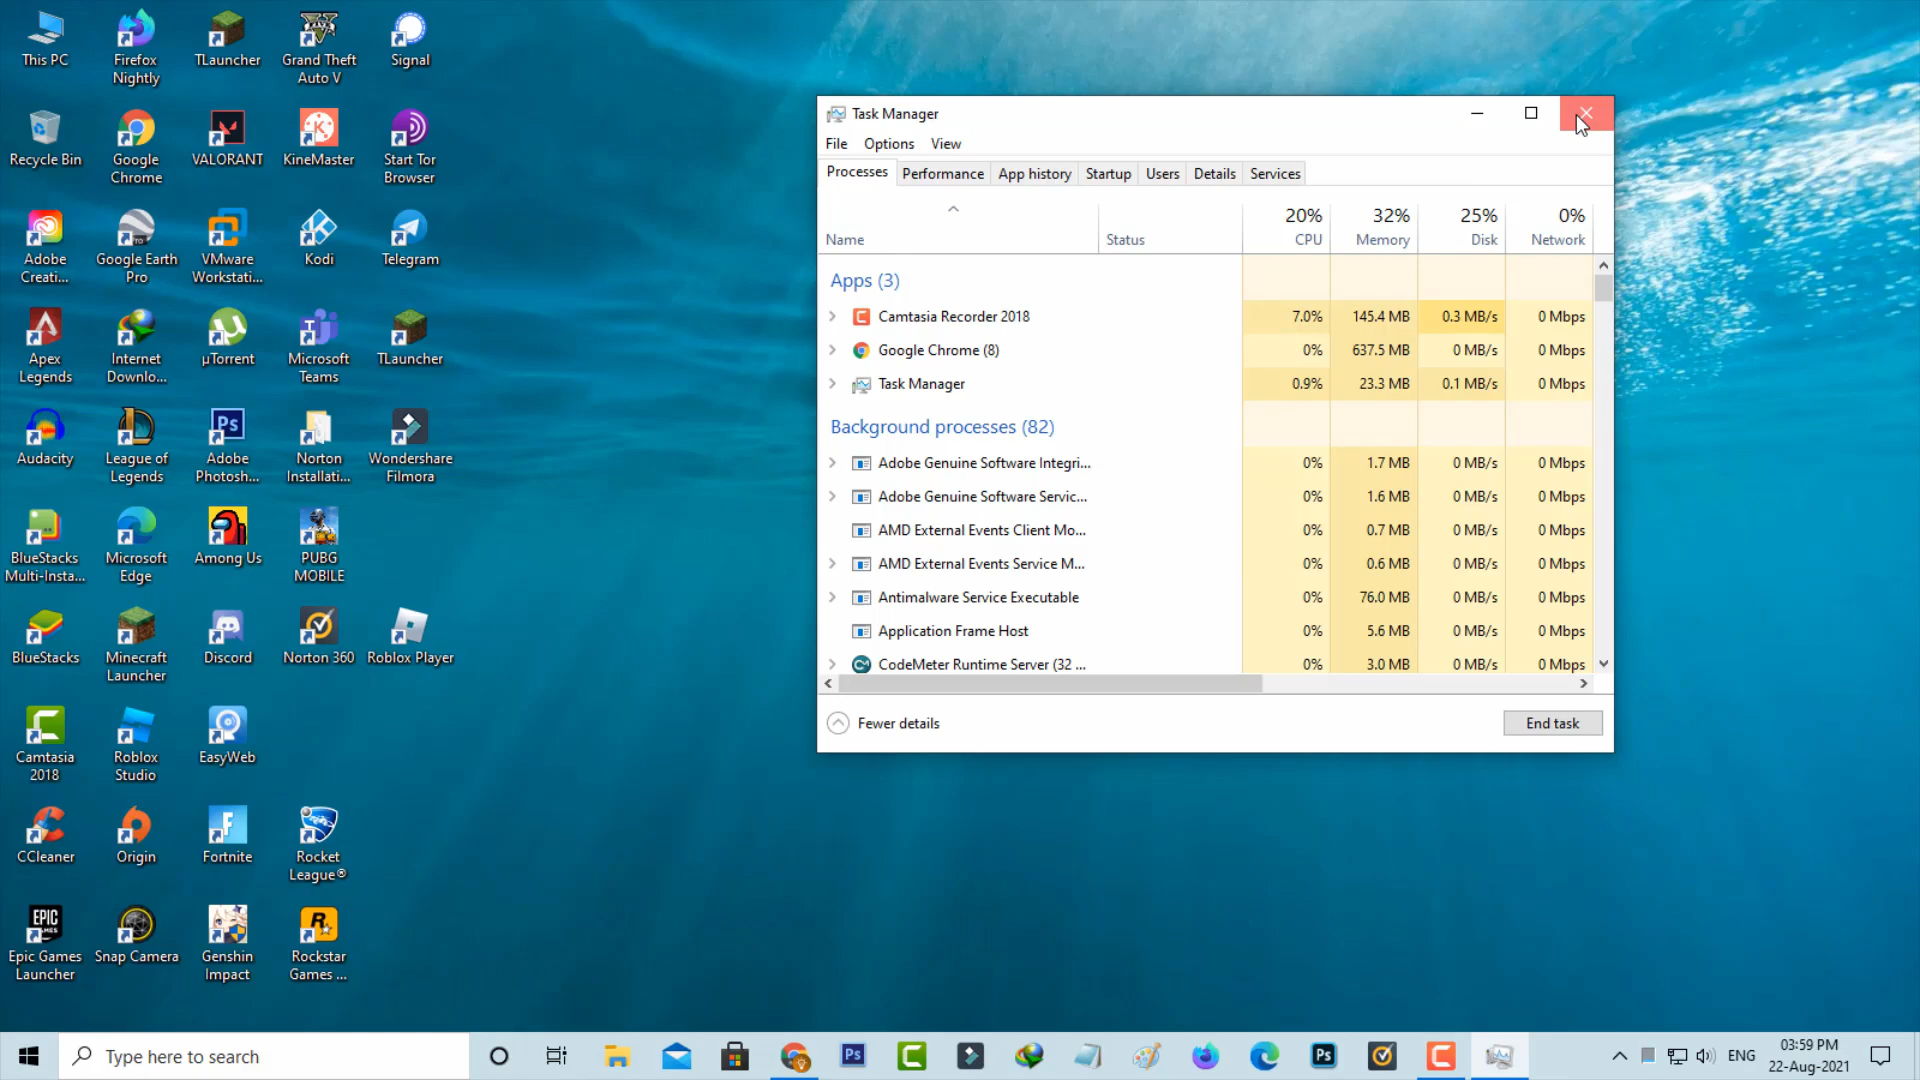 This PC
Firefox
Nightly
TLauncher
Grand Theft
Auto V
Signal
Recycle Bin
Google
Chrome
VALORANT
KineMaster
Start Tor
Browser
Adobe
Creati...
Google Earth
Pro
VMware
Workstati...
Kodi
Telegram
Apex
Legends
Internet
Downlo...
µTorrent
Microsoft
Teams
TLauncher
Audacity
League of
Legends
Adobe
Photosh...
Norton
Installati...
Wondershare
Filmora
BlueStacks
Multi-Insta...
Microsoft
Edge
Among Us
PUBG
MOBILE
BlueStacks
Minecraft
Launcher
Discord
Norton 360
Roblox Player
Camtasia
2018
Roblox
Studio
EasyWeb
CCleaner
Origin
Fortnite
Rocket
League®
Epic Games
Launcher
Snap Camera
Genshin
Impact
Rockstar
Games ...
Task Manager
File Options View
Processes Performance App history Startup Users Details Services
20% 32% 25% 0%
Name Status CPU Memory Disk Network
Apps (3)
Camtasia Recorder 2018 7.0% 145.4 MB 0.3 MB/s 0 Mbps
Google Chrome (8) 0% 637.5 MB 0 MB/s 0 Mbps
Task Manager 0.9% 23.3 MB 0.1 MB/s 0 Mbps
Background processes (82)
Adobe Genuine Software Integri... 0% 1.7 MB 0 MB/s 0 Mbps
Adobe Genuine Software Servic... 0% 1.6 MB 0 MB/s 0 Mbps
AMD External Events Client Mo... 0% 0.7 MB 0 MB/s 0 Mbps
AMD External Events Service M... 0% 0.6 MB 0 MB/s 0 Mbps
Antimalware Service Executable 0% 76.0 MB 0 MB/s 0 Mbps
Application Frame Host 0% 5.6 MB 0 MB/s 0 Mbps
CodeMeter Runtime Server (32 ... 0% 3.0 MB 0 MB/s 0 Mbps
Fewer details
End task
Type here to search
ENG
03:59 PM
22-Aug-2021